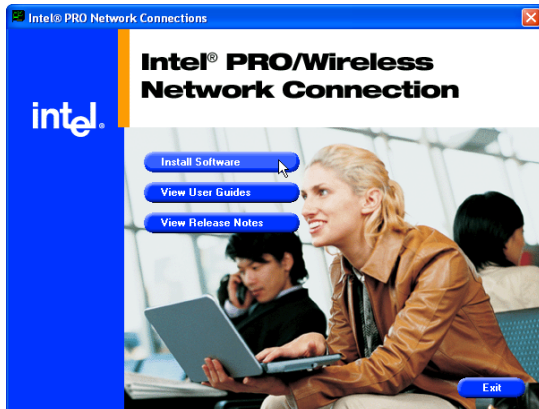 Intel® PRO Network Connections
Intel® PRO/Wireless
Network Connection
intel®
Install Software
View User Guides
View Release Notes
Exit